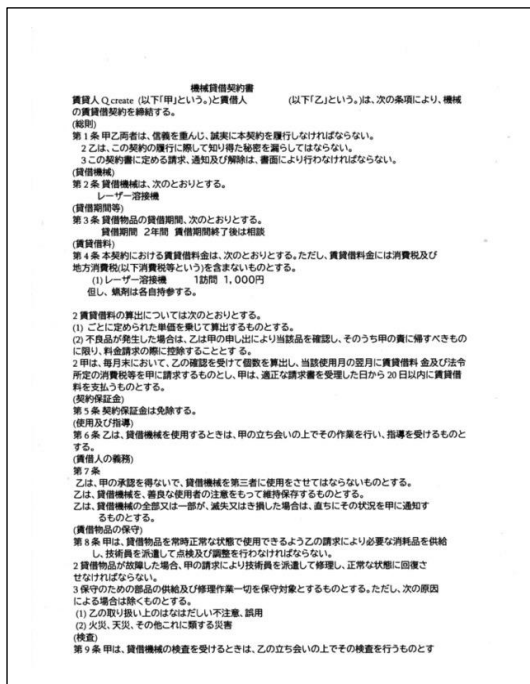 機械貸借契約書
賃貸人 Q create (以下「甲」という。)と賃借人　　　　(以下「乙」という。)は、次の条項により、機械
の賃貸借契約を締結する。
(総則)
第１条 甲乙両者は、信義を重んじ、誠実に本契約を履行しなければならない。
２乙は、この契約の履行に際して知り得た秘密を漏らしてはならない。
３この契約書に定める請求、通知及び解除は、書面により行わなければならない。
(貸借機械)
第２条 貸借機械は、次のとおりとする。
レーザー溶接機
(貸借期間等)
第３条 貸借物品の貸借期間、次のとおりとする。
貸借期間　2年間　賃借期間終了後は相談
(賃貸借料)
第４条 本契約における賃貸借料金は、次のとおりとする。ただし、賃貸借料金には消費税及び
地方消費税(以下消費税等という)を含まないものとする。
(1) レーザー溶接機　　　1訪問　1，000円
但し、蝋剤は各自持参する。
２賃貸借料の算出については次のとおりとする。
(1) ごとに定められた単価を乗じて算出するものとする。
(2) 不良品が発生した場合は、乙は甲の申し出により当該品を確認し、そのうち甲の責に帰すべきもの
に限り、料金請求の際に控除することとす る。
２甲は、毎月末において、乙の確認を受けて個数を算出し、当該使用月の翌月に賃貸借料 金及び法令
所定の消費税等を甲に請求するものとし、甲は、適正な請求書を受理した日から 20 日以内に賃貸借
料を支払うものとする。
(契約保証金)
第５条 契約保証金は免除する。
(使用及び指導)
第６条 乙は、貸借機械を使用するときは、甲の立ち会いの上でその作業を行い、指導を受けるものと
する。
(賃借人の義務)
第７条
乙は、甲の承認を得ないで、貸借機械を第三者に使用をさせてはならないものとする。
乙は、貸借機械を、善良な使用者の注意をもって維持保存するものとする。
乙は、貸借機械の全部又は一部が、滅失又はき損した場合は、直ちにその状況を甲に通知す
るものとする。
(賃借物品の保守)
第８条 甲は、貸借物品を常時正常な状態で使用できるよう乙の請求により必要な消耗品を供給
し、技術員を派遣して点検及び調整を行わなければならない。
２貸借物品が故障した場合、甲の請求により技術員を派遣して修理し、正常な状態に回復さ
せなければならない。
３保守のための部品の供給及び修理作業一切を保守対象とするものとする。ただし、次の原因
による場合は除くものとする。
(1) 乙の取り扱い上のはなはだしい不注意、誤用
(2) 火災、天災、その他これに類する災害
(検査)
第９条 甲は、貸借機械の検査を受けるときは、乙の立ち会いの上でその検査を行うものとす